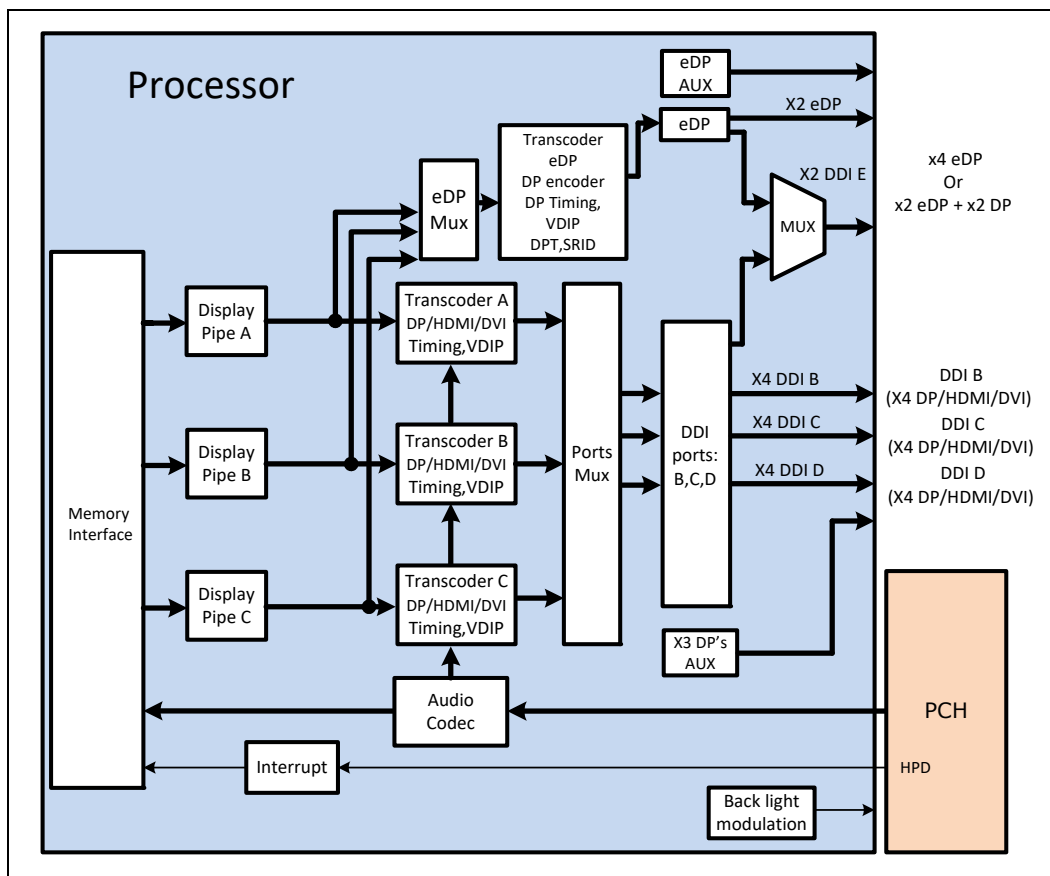 Processor
eDP
AUX
X2 eDP
eDP
Transcoder
eDP
DP encoder
DP Timing,
VDIP
DPT,SRID
eDP
Mux
X2 DDI E
MUX
x4 eDP
Or
x2 eDP + x2 DP
Memory
Interface
Display
Pipe A
Transcoder A
DP/HDMI/DVI
Timing,VDIP
Display
Pipe B
Transcoder B
DP/HDMI/DVI
Timing,VDIP
Display
Pipe C
Transcoder C
DP/HDMI/DVI
Timing,VDIP
Ports
Mux
DDI
ports:
B,C,D
X4 DDI B
X4 DDI C
X4 DDI D
DDI B
(X4 DP/HDMI/DVI)
DDI C
(X4 DP/HDMI/DVI)
DDI D
(X4 DP/HDMI/DVI)
X3 DP’s
AUX
Audio
Codec
PCH
Interrupt
HPD
Back light
modulation